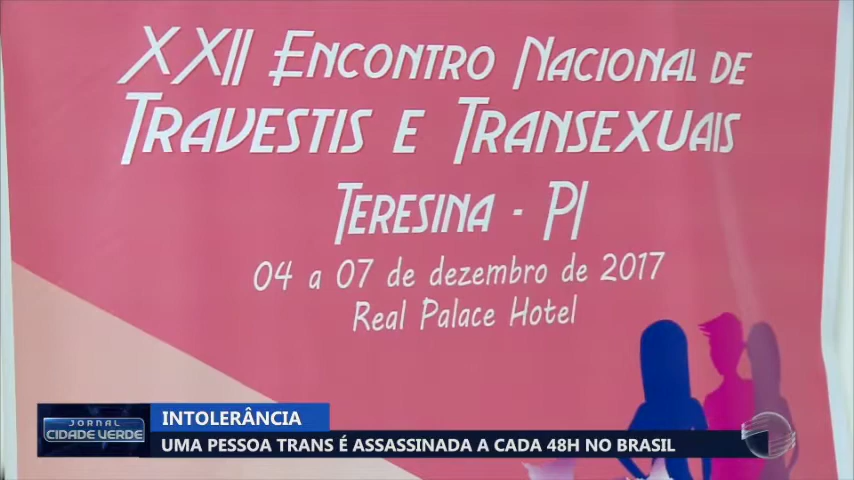 XXII ENCONTRO NACIONAL DE
TRAVESTIS E TRANSEXUAIS
TERESINA - PI
04 a 07 de dezembro de 2017
Real Palace Hotel
JORNAL
CIDADE VERDE
INTOLERÂNCIA
UMA PESSOA TRANS É ASSASSINADA A CADA 48H NO BRASIL